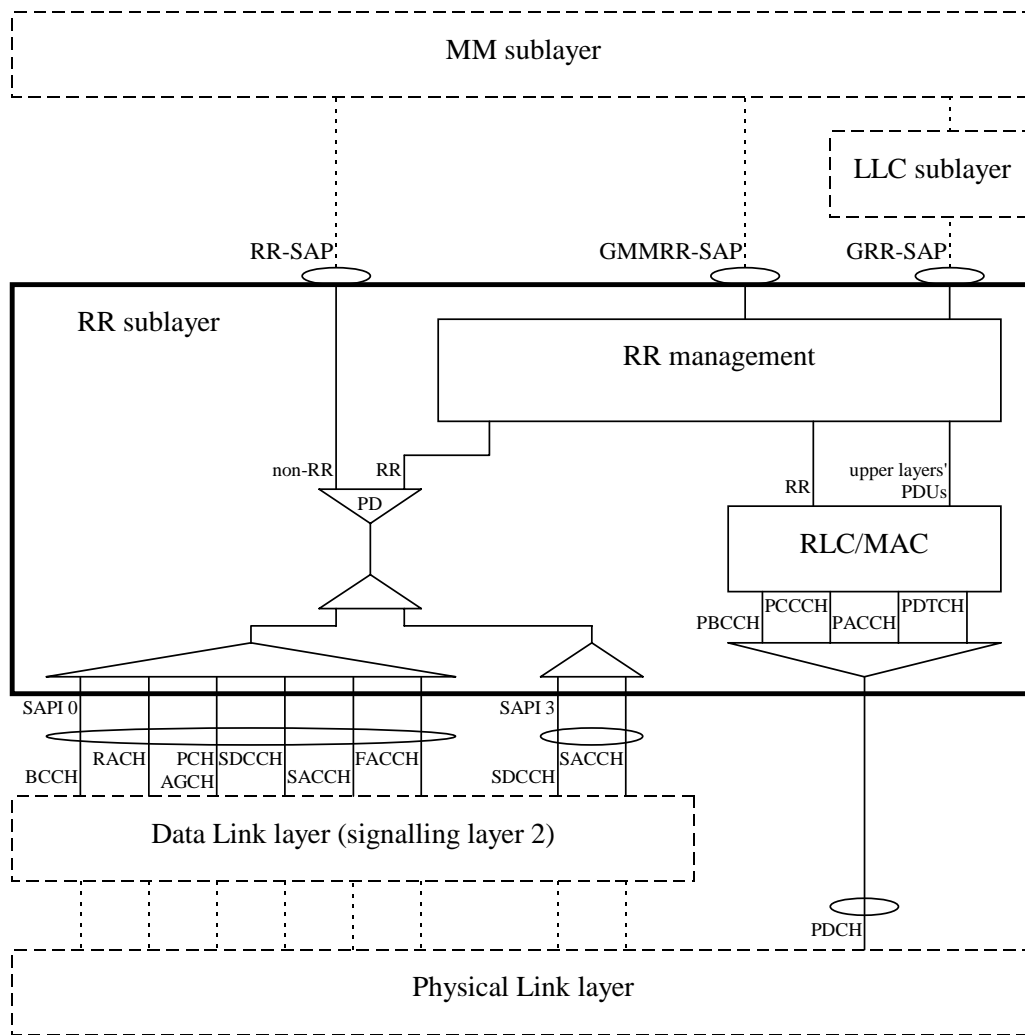 MM sublayer
LLC sublayer
RR-SAP
GMMRR-SAP
GRR-SAP
RR sublayer
RR management
non-RR
RR
PD
RR
upper layers'
PDUs
RLC/MAC
PBCCH
PCCCH
PACCH
PDTCH
SAPI 0
SAPI 3
BCCH
RACH
PCH
AGCH
SDCCH
SACCH
FACCH
SDCCH
SACCH
Data Link layer (signalling layer 2)
PDCH
Physical Link layer